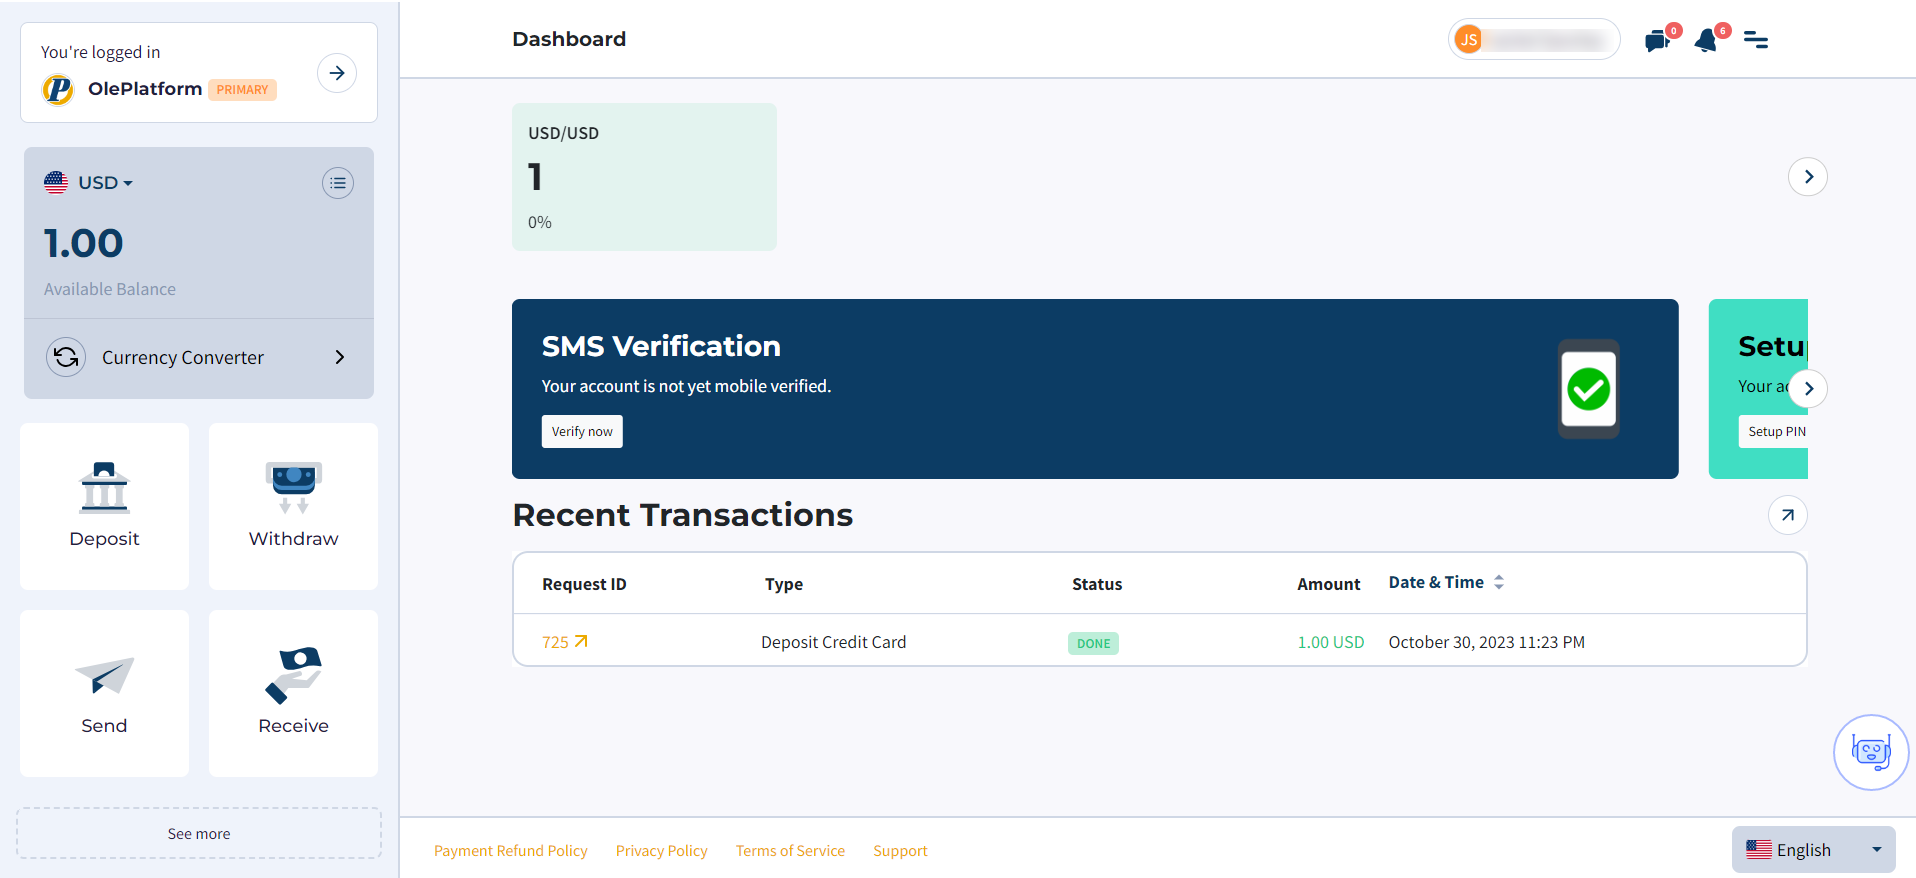 You're logged in
P OlePlatform PRIMARY
USD
1.00
Available Balance
Currency Converter
Deposit
Withdraw
Send
Receive
See more
Dashboard
JS
0
6
USD/USD
1
0%
SMS Verification
Your account is not yet mobile verified.
Verify now
Setu
Your a
Setup PIN
Recent Transactions
Request ID Type Status Amount Date & Time
725 Deposit Credit Card DONE 1.00 USD October 30, 2023 11:23 PM
Payment Refund Policy Privacy Policy Terms of Service Support
English